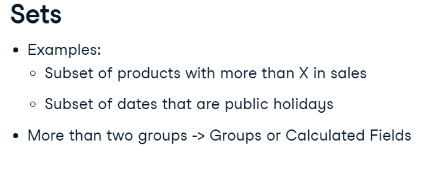 Sets
• Examples:
○ Subset of products with more than X in sales
○ Subset of dates that are public holidays
• More than two groups -> Groups or Calculated Fields